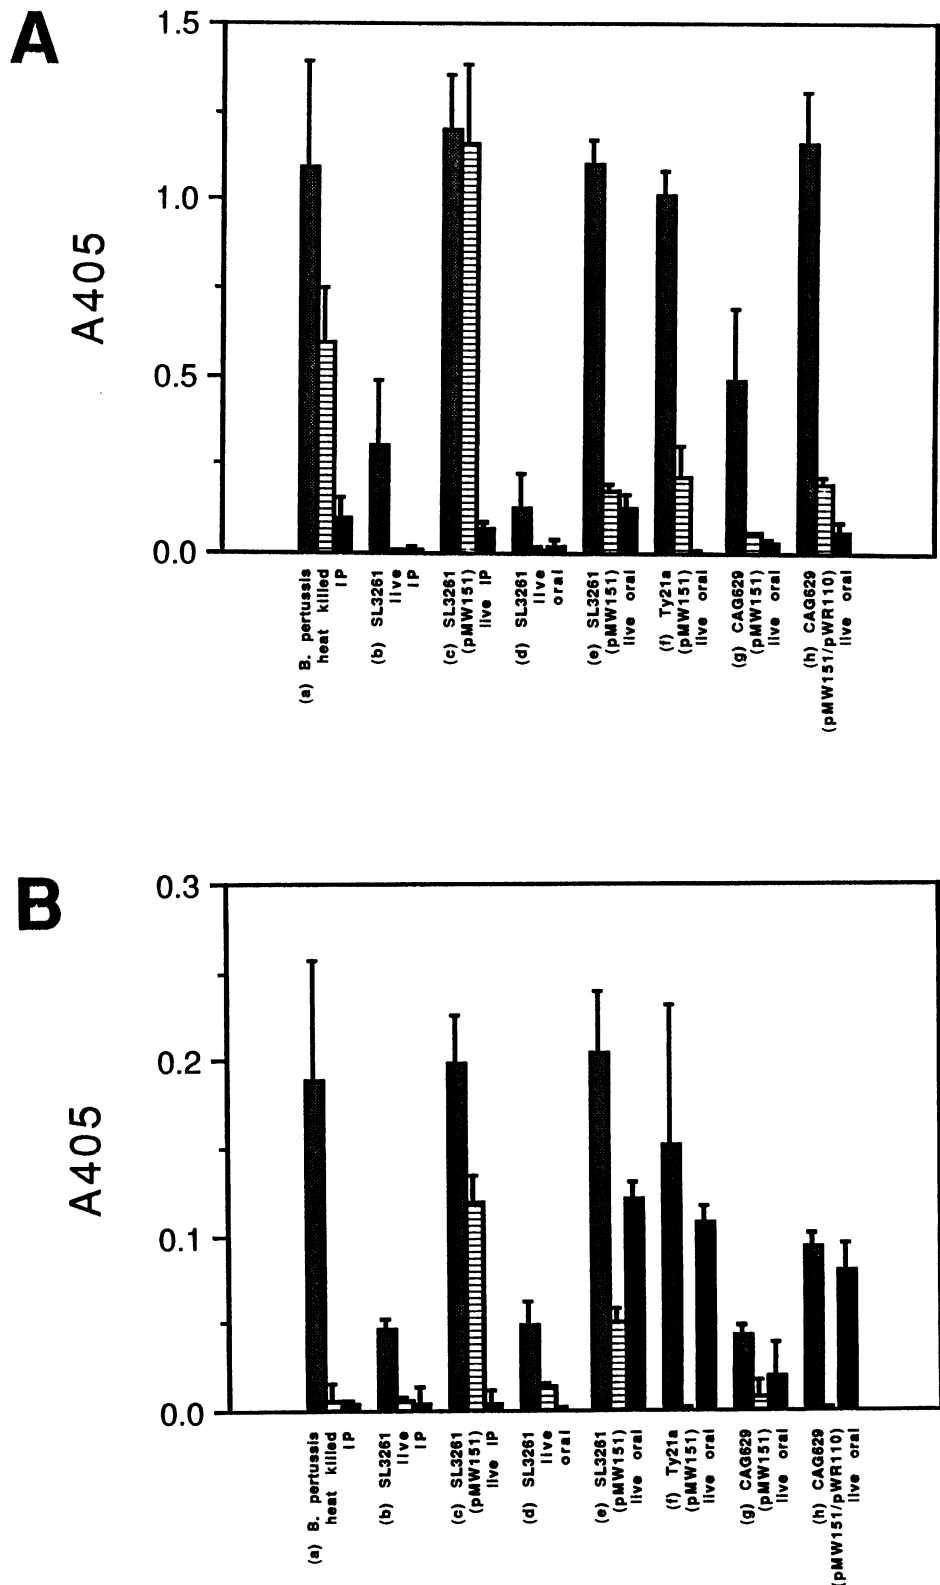 A
1.5
1.0
0.5
0.0
A405
(a) B. pertussis
heat killed
IP
(b) SL3261
live
IP
(c) SL3261
(pMW151)
live IP
(d) SL3261
live
oral
(e) SL3261
(pMW151)
live oral
(f) Ty21a
(pMW151)
live oral
(g) CAG629
(pMW151)
live oral
(h) CAG629
(pMW151/pWR110)
live oral
B
0.3
0.2
0.1
0.0
A405
(a) B. pertussis
heat killed
IP
(b) SL3261
live
IP
(c) SL3261
(pMW151)
live IP
(d) SL3261
live
oral
(e) SL3261
(pMW151)
live oral
(f) Ty21a
(pMW151)
live oral
(g) CAG629
(pMW151)
live oral
(h) CAG629
(pMW151/pWR110)
live oral